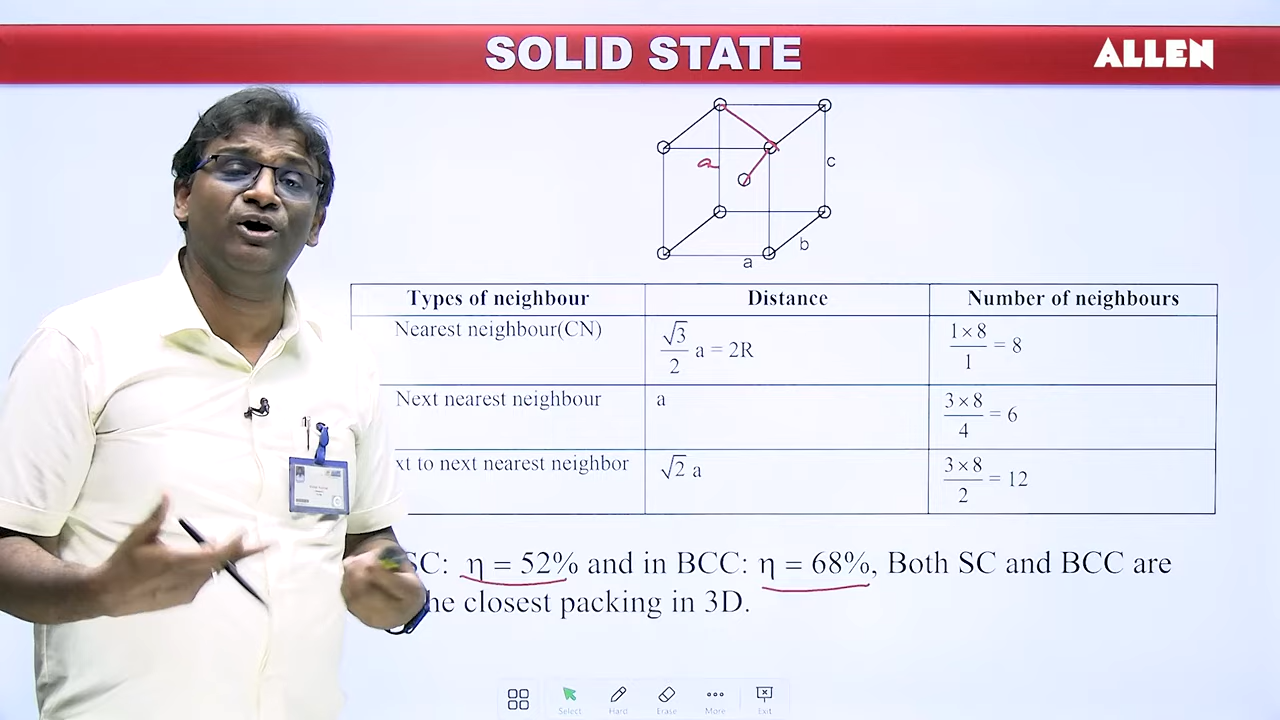 SOLID STATE
ALLEN
a
c
b
a
Types of neighbour Distance Number of neighbours
Nearest neighbour(CN) √3/2 a = 2R 1 × 8/1 = 8
Next nearest neighbour a 3 × 8/4 = 6
xt to next nearest neighbor √2 a 3 × 8/2 = 12
SC: η = 52% and in BCC: η = 68%, Both SC and BCC are
he closest packing in 3D.
Select Hard Erase More Exit